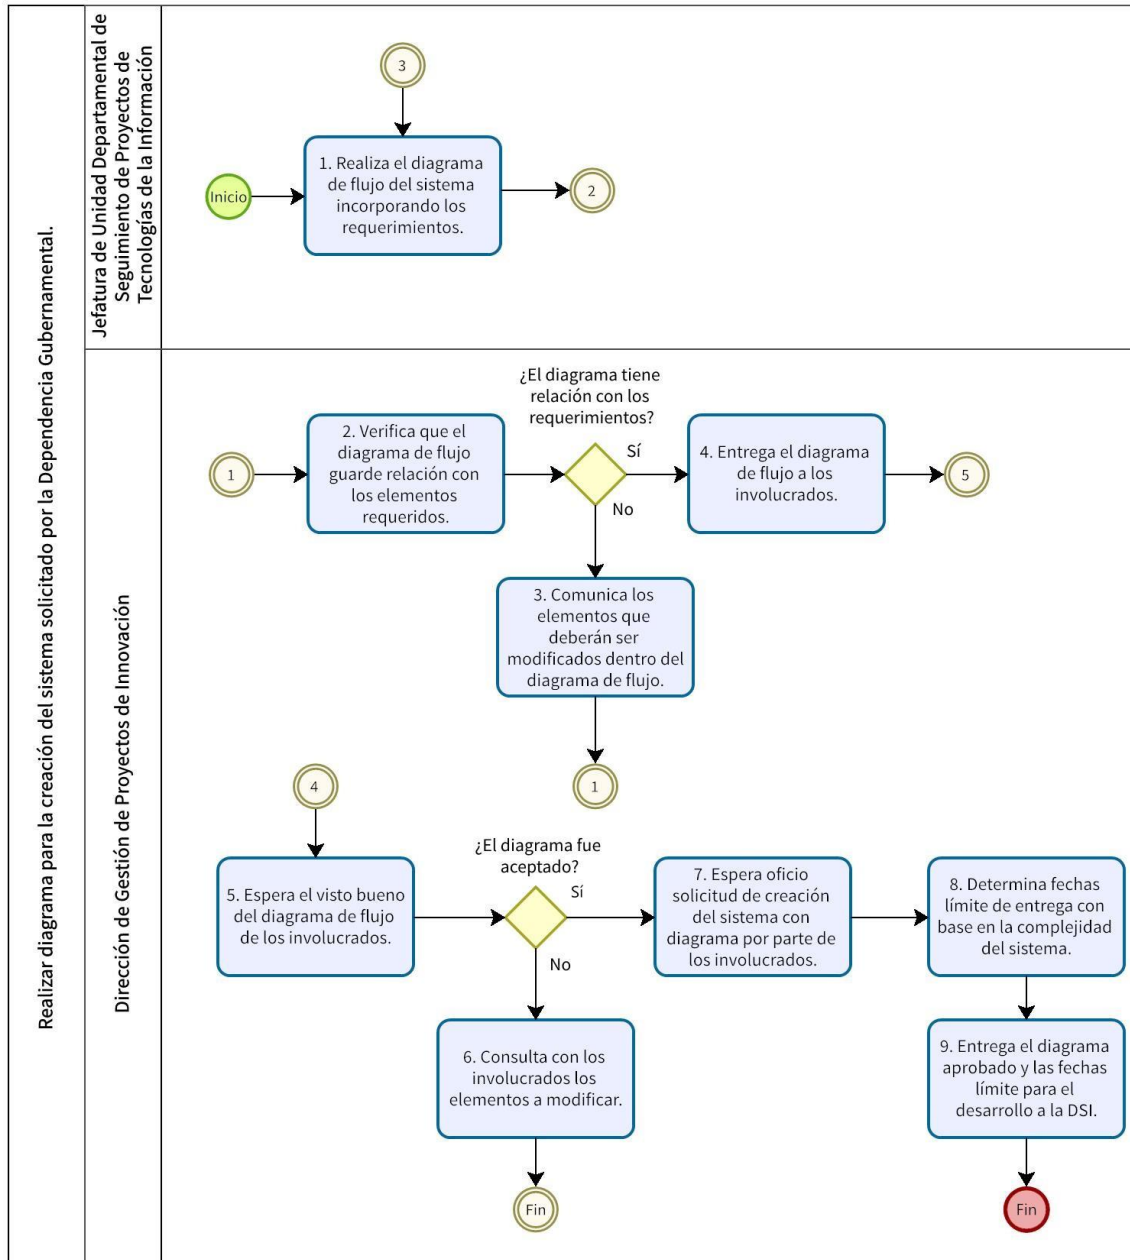 Realizar diagrama para la creación del sistema solicitado por la Dependencia Gubernamental.
Jefatura de Unidad Departamental de
Seguimiento de Proyectos de
Tecnologías de la Información
3
Inicio
1. Realiza el diagrama
de flujo del sistema
incorporando los
requerimientos.
2
Dirección de Gestión de Proyectos de Innovación
¿El diagrama tiene
relación con los
requerimientos?
1
2. Verifica que el
diagrama de flujo
guarde relación con
los elementos
requeridos.
Sí
No
4. Entrega el diagrama
de flujo a los
involucrados.
5
3. Comunica los
elementos que
deberán ser
modificados dentro del
diagrama de flujo.
1
4
¿El diagrama fue
aceptado?
5. Espera el visto bueno
del diagrama de flujo
de los involucrados.
Sí
No
7. Espera oficio
solicitud de creación
del sistema con
diagrama por parte de
los involucrados.
8. Determina fechas
límite de entrega con
base en la complejidad
del sistema.
6. Consulta con los
involucrados los
elementos a modificar.
9. Entrega el diagrama
aprobado y las fechas
límite para el
desarrollo a la DSI.
Fin
Fin